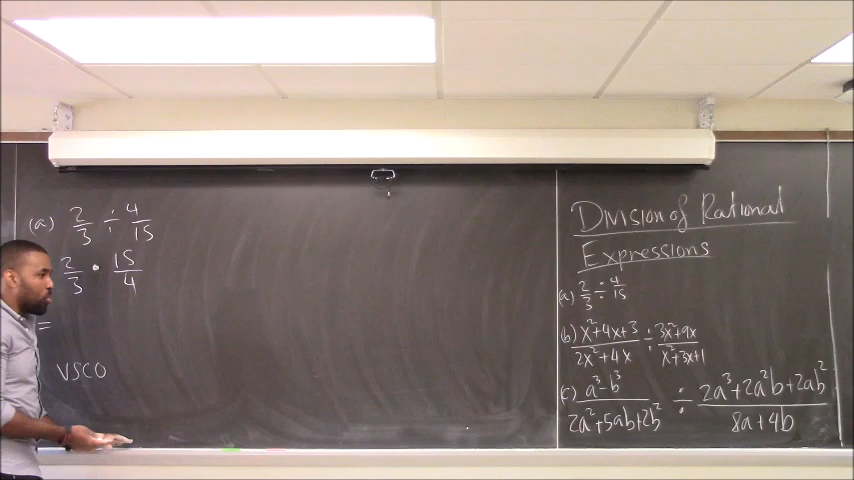 (a) 2/3 ÷ 4/15
2/3 • 15/4
=
VSCO
Division of Rational
Expressions
(a) 2/3 ÷ 4/15
(b) x²+4x+3/2x²+4x ÷ 3x²+9x/x²+3x+1
(c) a³-b³/2a²+5ab+2b² ÷ 2a³+2a²b+2ab²/8a+4b